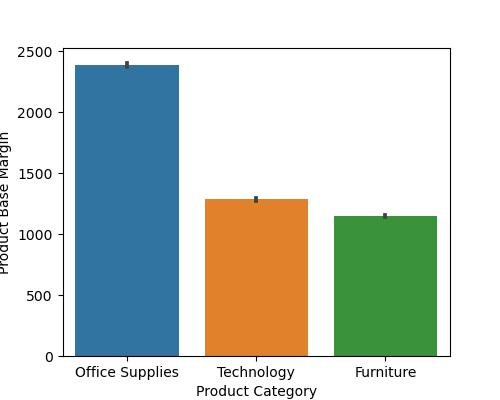 2500
2000
1500
1000
500
0
Product Base Margin
Office Supplies
Technology
Furniture
Product Category